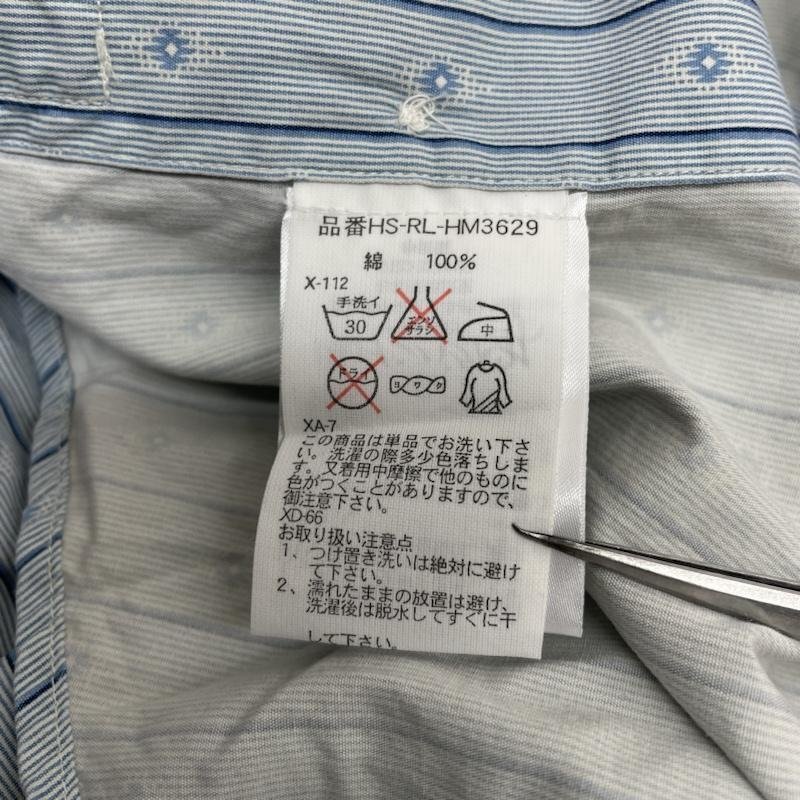 品番HS-RL-HM3629
綿 100%
X-112
手洗イ
30
エンソ
サラシ
中
ドライ
ヨワク
XA-7
この商品は単品でお洗い下さ
い。洗濯の際多少色落ちしま
す。又着用中摩擦で他のものに
色がつくことがありますので、
御注意下さい。
XD-66
お取り扱い注意点
1、つけ置き洗いは絶対に避け
て下さい。
2、濡れたままの放置は避け、
洗濯後は脱水してすぐに干
して下さい。